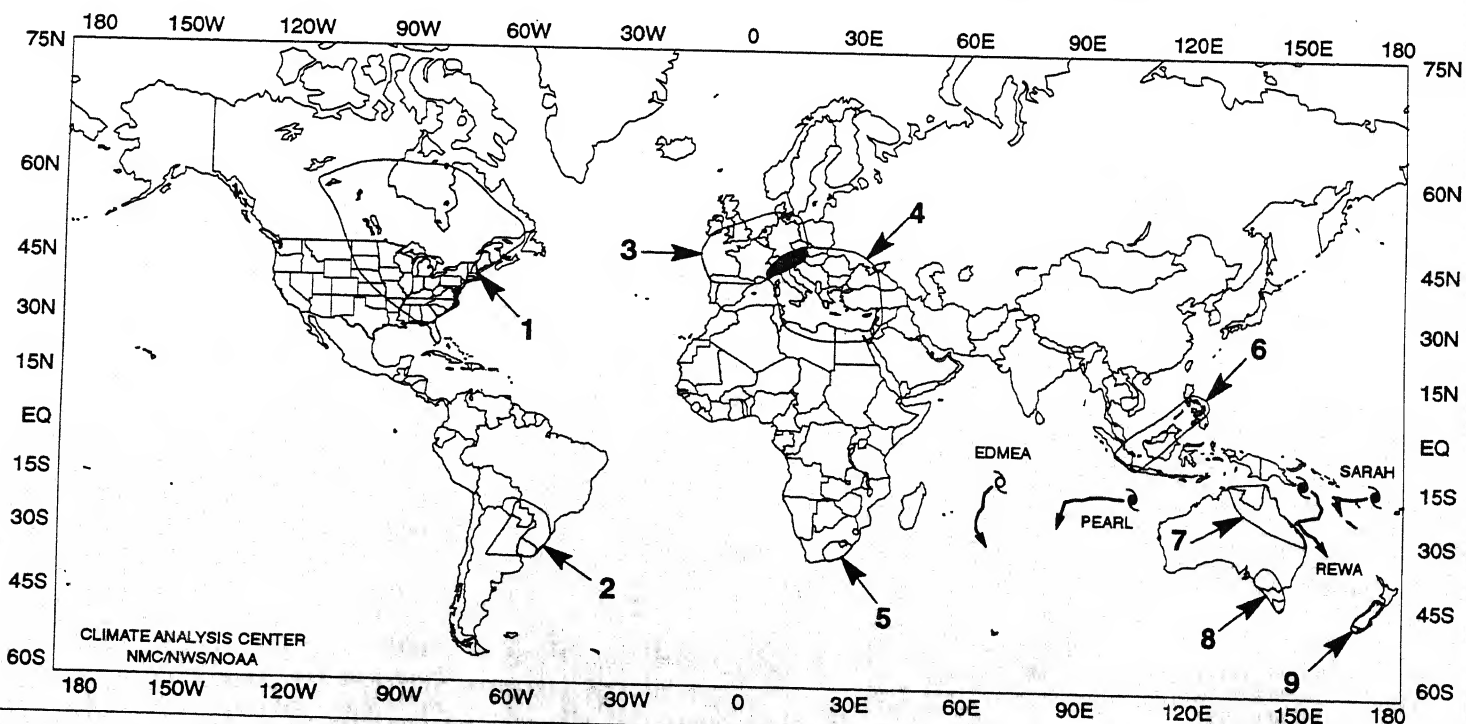 180 150W 120W 90W 60W 30W 0 30E 60E 90E 120E 150E 180
75N 75N
60N 60N
45N 45N
30N 30N
15N 15N
EQ EQ
15S 15S
30S 30S
45S 45S
60S 60S
1
2
3
4
5
6
EDMEA
PEARL
SARAH
REWA
7
8
9
CLIMATE ANALYSIS CENTER
NMC/NWS/NOAA
180 150W 120W 90W 60W 30W 0 30E 60E 90E 120E 150E 180